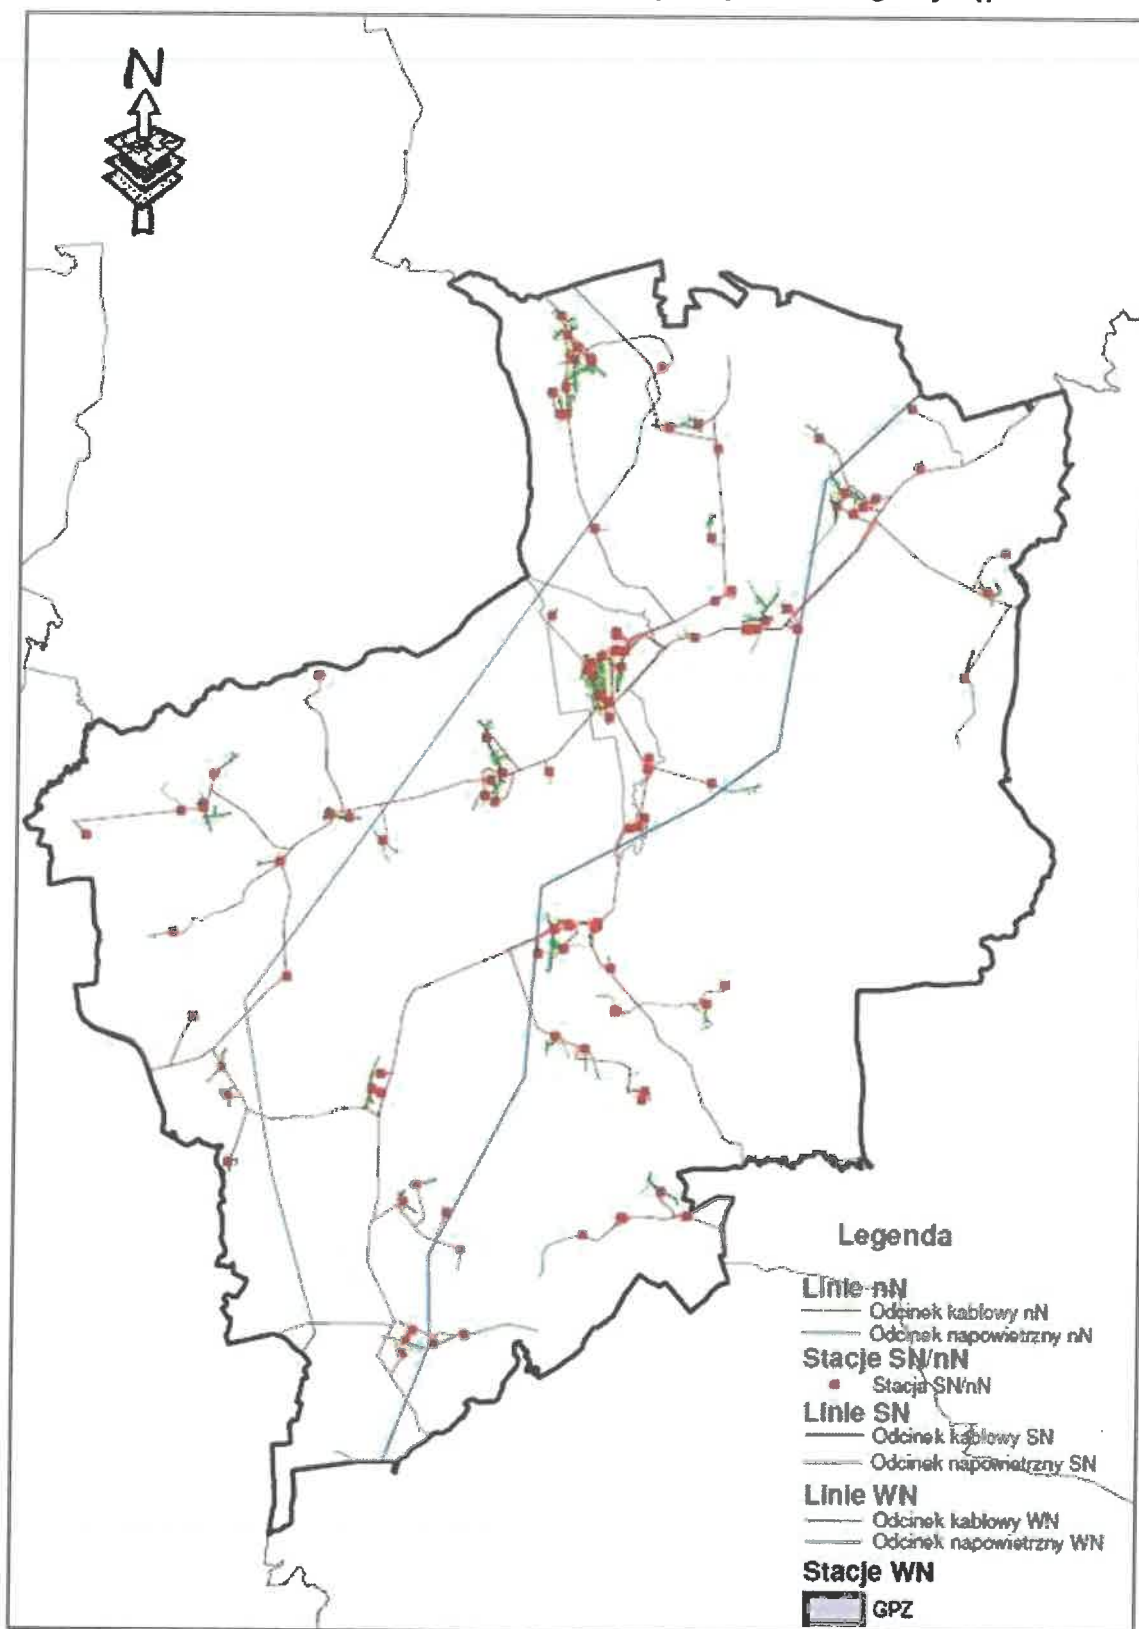 N
Legenda
Linie nN
Odcinek kablowy nN
Odcinek napowietrzny nN
Stacje SN/nN
Stacja SN/nN
Linie SN
Odcinek kablowy SN
Odcinek napowietrzny SN
Linie WN
Odcinek kablowy WN
Odcinek napowietrzny WN
Stacje WN
GPZ